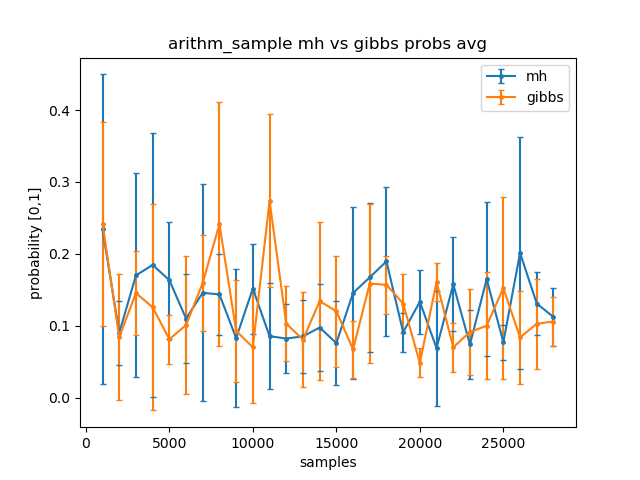 arithm_sample mh vs gibbs probs avg
mh
gibbs
probability [0,1]
0.4
0.3
0.2
0.1
0.0
0 5000 10000 15000 20000 25000
samples